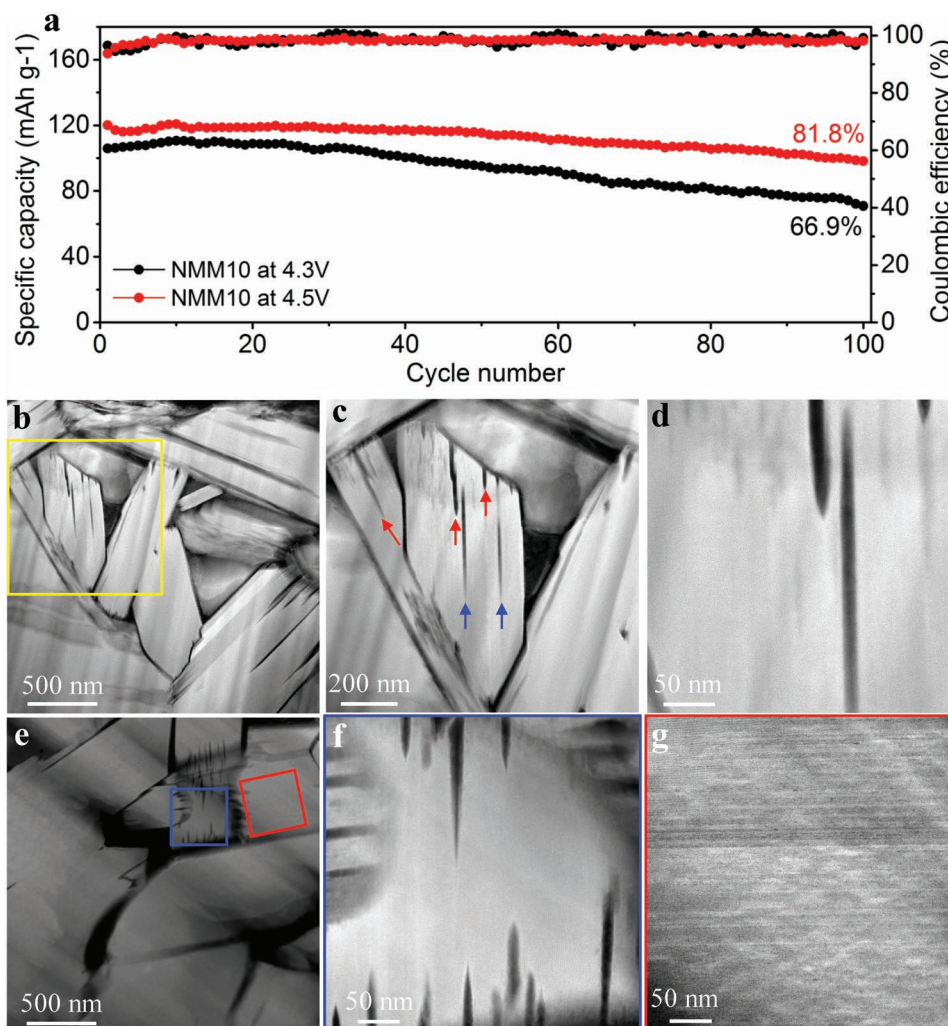 a
Specific capacity (mAh g-1)
160
120
80
40
0
100
80
60
40
20
0
Coulombic efficiency (%)
81.8%
66.9%
NMM10 at 4.3V
NMM10 at 4.5V
0 20 40 60 80 100
Cycle number
b
500 nm
c
200 nm
d
50 nm
e
500 nm
f
50 nm
g
50 nm